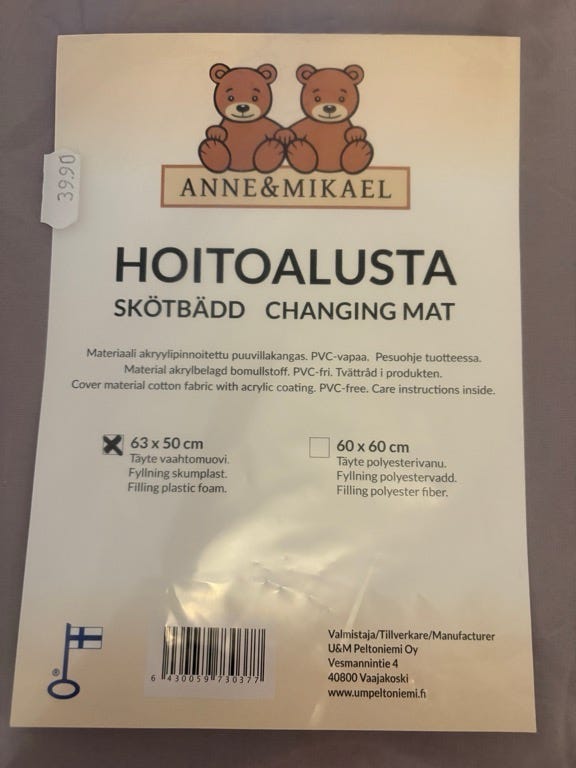 ANNE&MIKAEL
39.90
HOITOALUSTA
SKÖTBÄDD CHANGING MAT
Materiaali akryylipinnoitettu puuvillakangas. PVC-vapaa. Pesuohje tuotteessa.
Material akrylbelagd bomullstoff. PVC-fri. Tvättråd i produkten.
Cover material cotton fabric with acrylic coating. PVC-free. Care instructions inside.
63 x 50 cm
Täyte vaahtomuovi.
Fyllning skumplast.
Filling plastic foam.
60 x 60 cm
Täyte polyesterivanu.
Fyllning polyestervadd.
Filling polyester fiber.
®
6 430059 730377
Valmistaja/Tillverkare/Manufacturer
U&M Peltoniemi Oy
Vesmannintie 4
40800 Vaajakoski
www.umpeltoniemi.fi